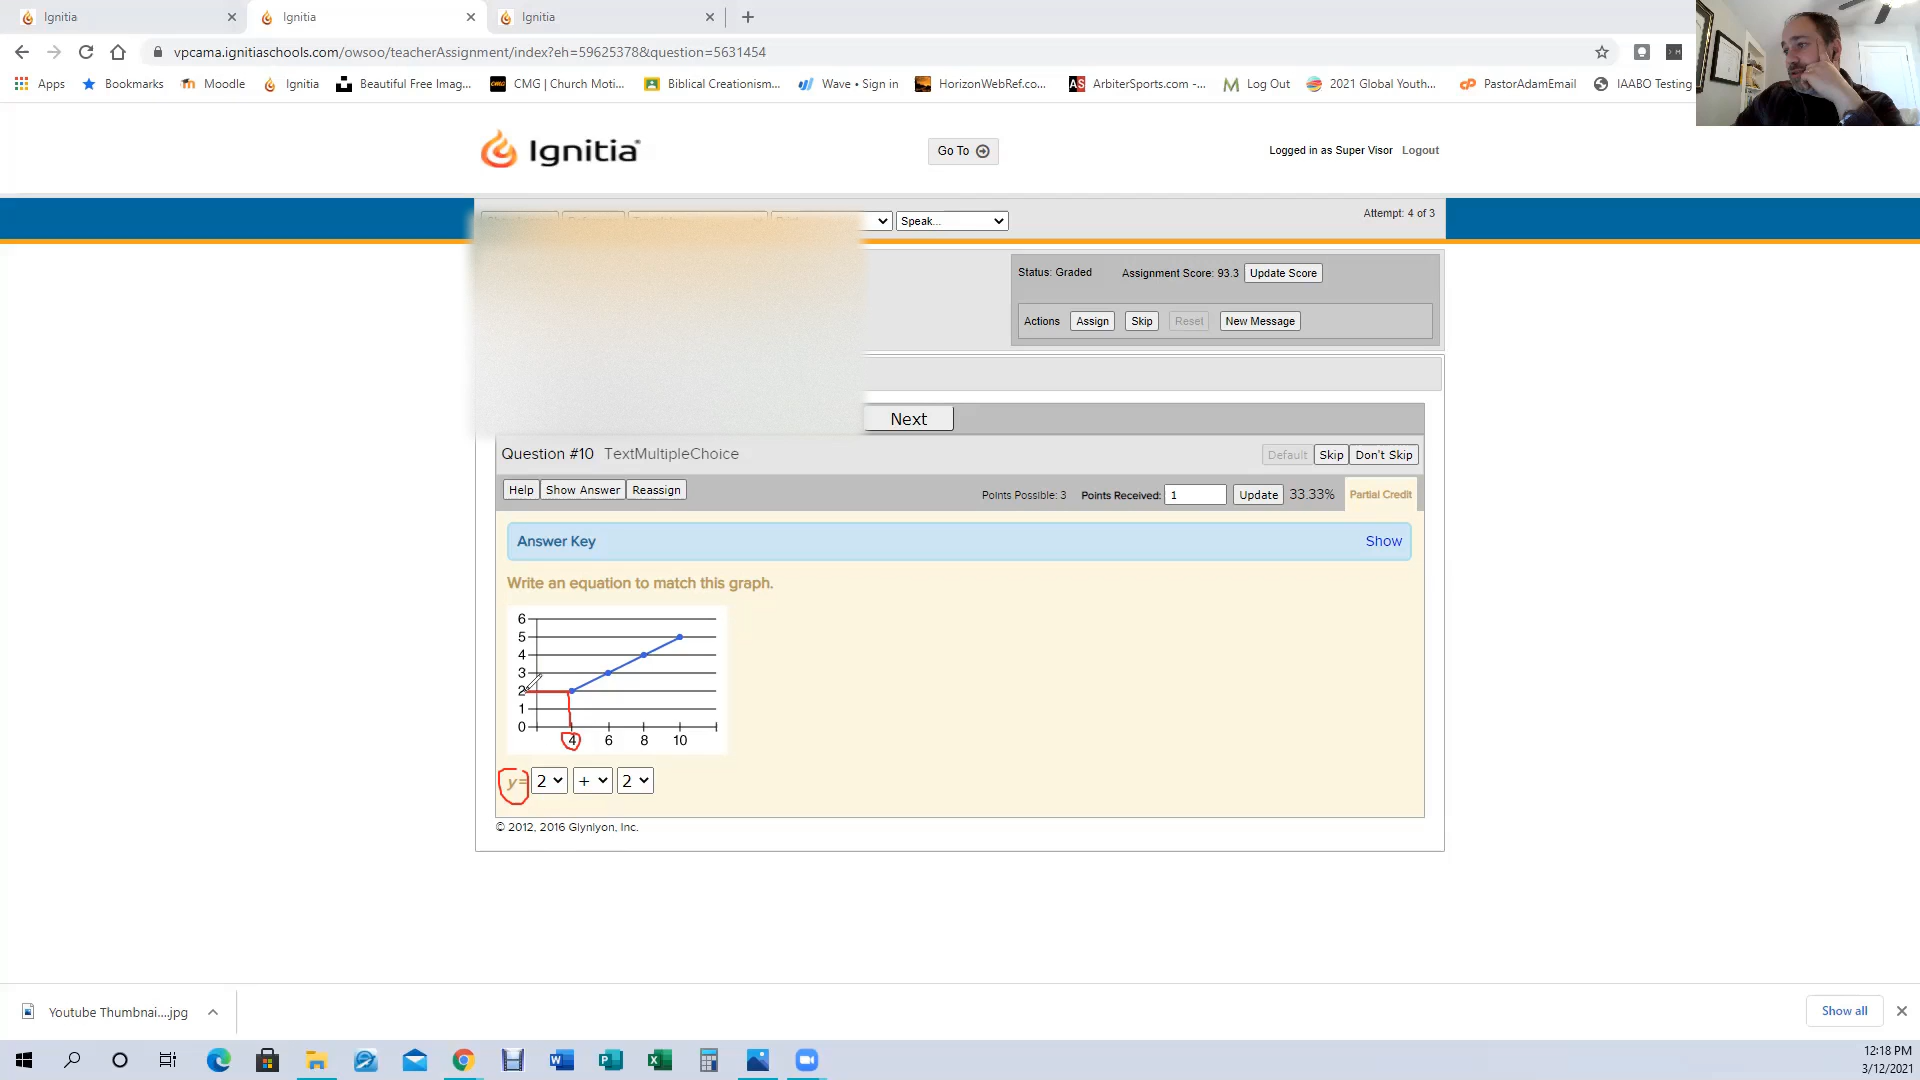 Ignitia
Ignitia
Ignitia
vpcama.ignitiaschools.com/owsoo/teacherAssignment/index?eh=59625378&question=5631454
Apps Bookmarks Moodle Ignitia Beautiful Free Imag... CMG | Church Moti... Biblical Creationism... Wave • Sign in HorizonWebRef.co... ArbiterSports.com -... Log Out 2021 Global Youth... PastorAdamEmail IAABO Testing
Ignitia
Go To
Logged in as Super Visor Logout
Speak...
Attempt: 4 of 3
Status: Graded Assignment Score: 93.3 Update Score
Actions Assign Skip Reset New Message
Next
Question #10 TextMultipleChoice
Default Skip Don't Skip
Help Show Answer Reassign
Points Possible: 3 Points Received: 1 Update 33.33% Partial Credit
Answer Key Show
Write an equation to match this graph.
6
5
4
3
2
1
0
4 6 8 10
y= 2 + 2
© 2012, 2016 Glynlyon, Inc.
Youtube Thumbnai....jpg
Show all
12:18 PM
3/12/2021